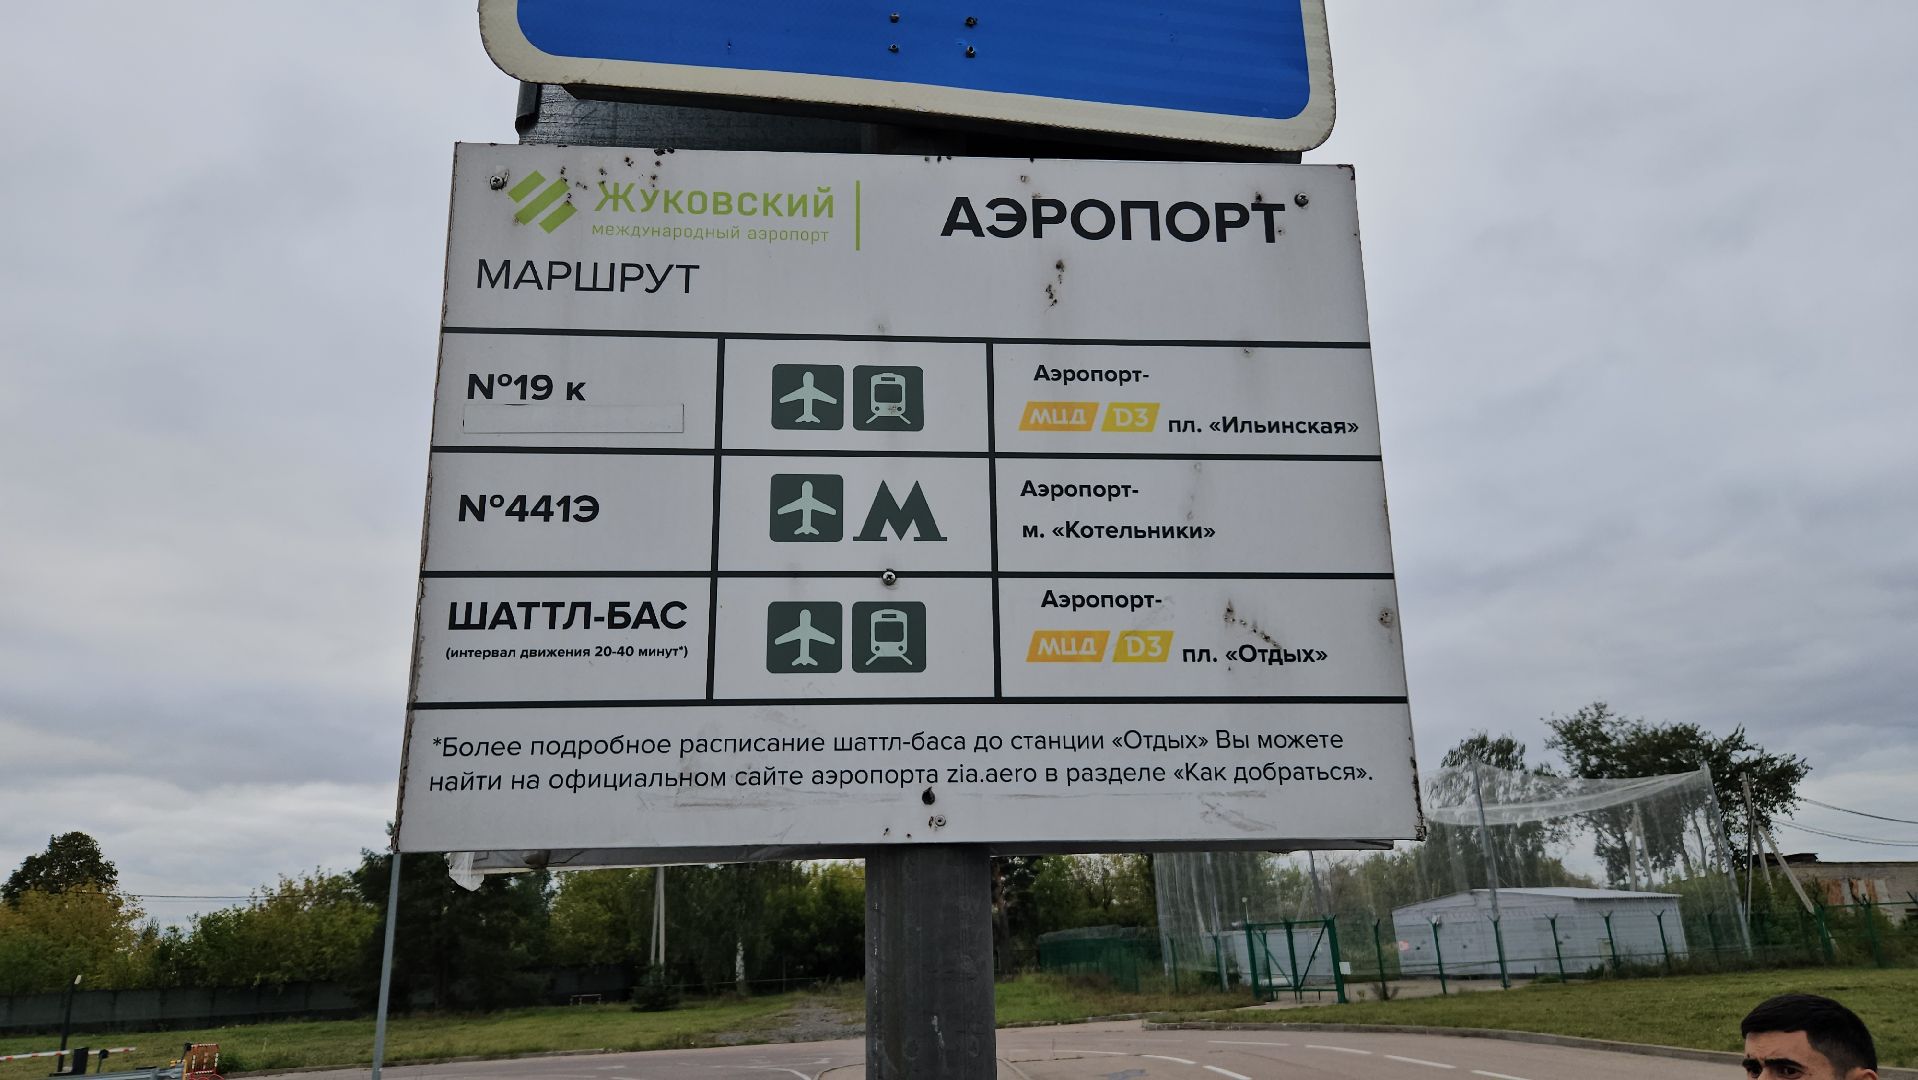 ЖУКОВСКИЙ
международный аэропорт
АЭРОПОРТ
МАРШРУТ
№19 к
Аэропорт-
МЦД D3 пл. «Ильинская»
№441Э
М
Аэропорт-
м. «Котельники»
ШАТТЛ-БАС
(интервал движения 20-40 минут*)
Аэропорт-
МЦД D3 пл. «Отдых»
*Более подробное расписание шаттл-баса до станции «Отдых» Вы можете
найти на официальном сайте аэропорта zia.aero в разделе «Как добраться».